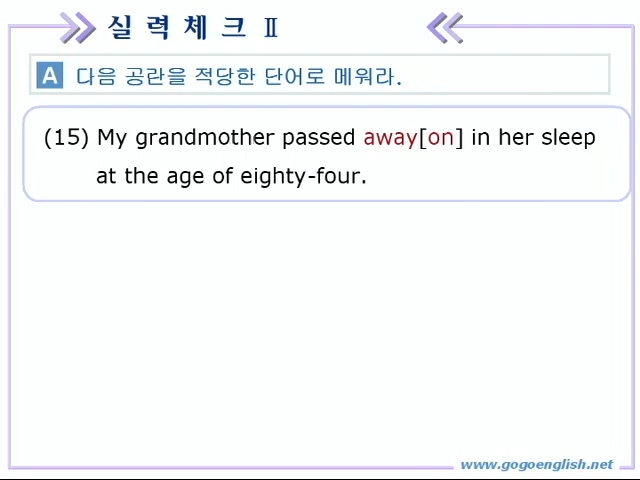 실 력 체 크 Ⅱ
A 다음 공란을 적당한 단어로 메워라.
(15) My grandmother passed away[on] in her sleep
at the age of eighty-four.
www.gogoenglish.net